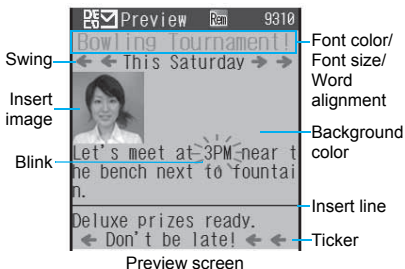 DECO Preview Rem 9310
Bowling Tournament!
This Saturday
Let's meet at 3PM near t
he bench next to fountai
n.
Deluxe prizes ready.
Don't be late!
Swing
Insert
image
Blink
Font color/
Font size/
Word
alignment
Background
color
Insert line
Ticker
Preview screen